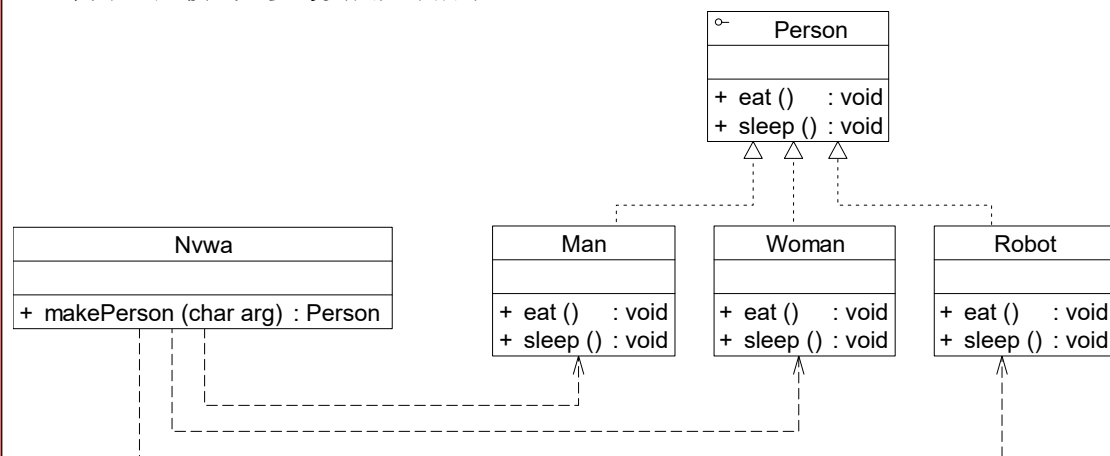 Person
+ eat () : void
+ sleep () : void
Nvwa
+ makePerson (char arg) : Person
Man
+ eat () : void
+ sleep () : void
Woman
+ eat () : void
+ sleep () : void
Robot
+ eat () : void
+ sleep () : void